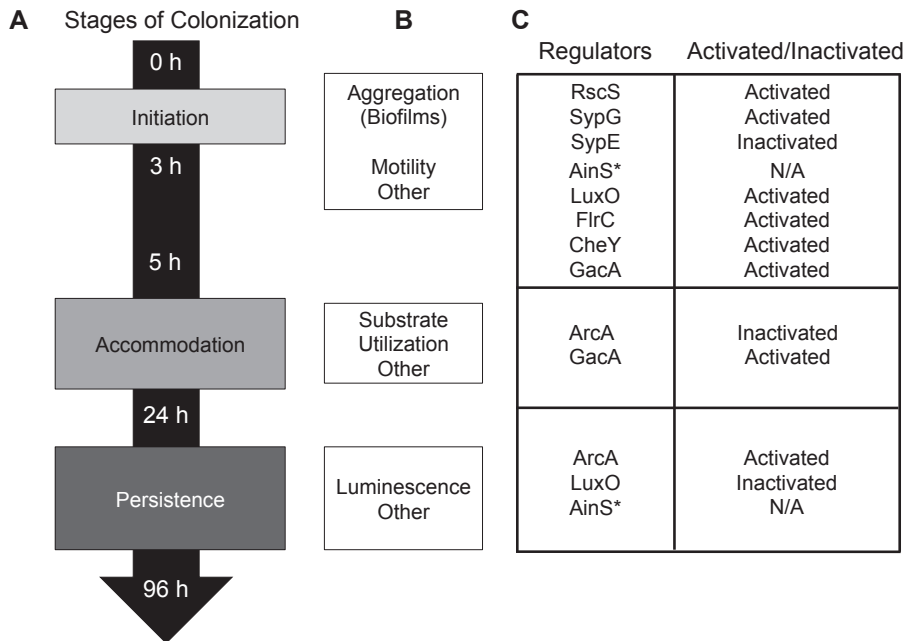 A
Stages of Colonization
0 h
Initiation
3 h
5 h
Accommodation
24 h
Persistence
96 h
B
Aggregation
(Biofilms)
Motility
Other
Substrate
Utilization
Other
Luminescence
Other
C
Regulators Activated/Inactivated
RscS Activated
SypG Activated
SypE Inactivated
AinS* N/A
LuxO Activated
FlrC Activated
CheY Activated
GacA Activated
ArcA Inactivated
GacA Activated
ArcA Activated
LuxO Inactivated
AinS* N/A